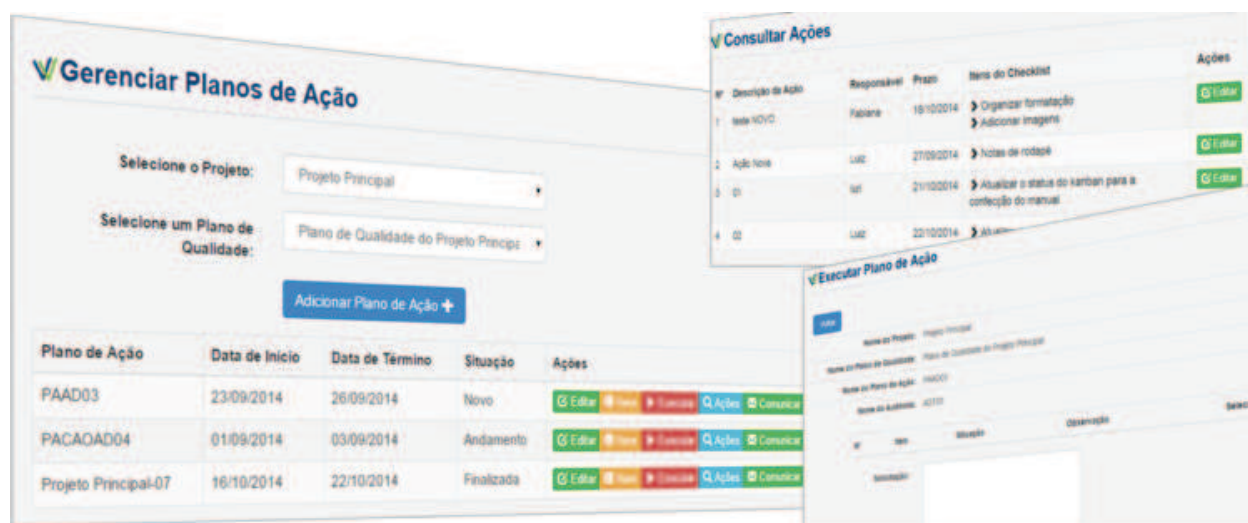 Gerenciar Planos de Ação
Selecione o Projeto:
Projeto Principal
Selecione um Plano de
Qualidade:
Plano de Qualidade do Projeto Principa
Adicionar Plano de Ação +
Plano de Ação Data de Inicio Data de Término Situação Ações
PAAD03 23/09/2014 26/09/2014 Novo Editar Executar Ações Comunicar
PACAOAD04 01/09/2014 03/09/2014 Andamento Editar Executar Ações Comunicar
Projeto Principal-07 16/10/2014 22/10/2014 Finalizada Editar Executar Ações Comunicar
Consultar Ações
Nº Descrição da Ação Responsável Prazo Itens do Checklist Ações
1 teste NOVO Fabiana 18/10/2014 Organizar formatação Editar
Adicionar imagens
2 Ação Nova Luiz 27/09/2014 Notas de rodapé Editar
3 01 21/10/2014 Atualizar o status do kanban para a Editar
confecção do manual
4 02 Luiz 22/10/2014
Executar Plano de Ação
Voltar
Nome do Projeto: Projeto Principal
Nome do Plano de Qualidade: Plano de Qualidade do Projeto Principal
Nome do Plano de Ação: PAAD03
Nome da Auditoria:
Nº Item Situação Observação Selec